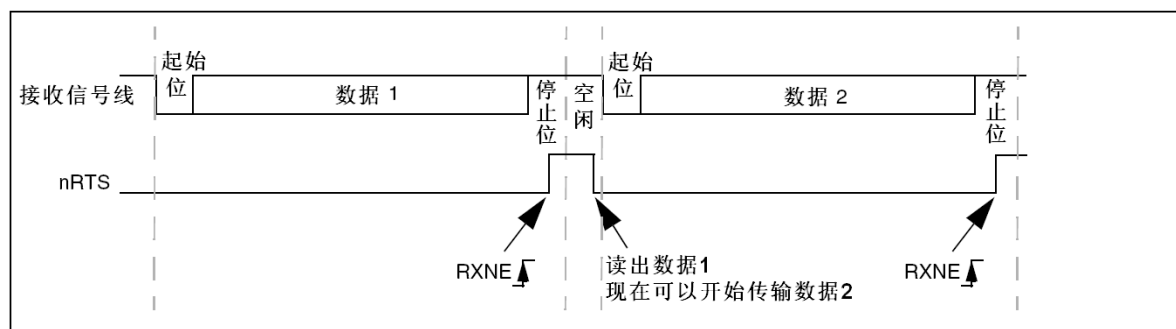 起始
位
起始
位
接收信号线
数据 1
停止位
空闲
数据 2
停止位
nRTS
RXNE
读出数据1
现在可以开始传输数据2
RXNE